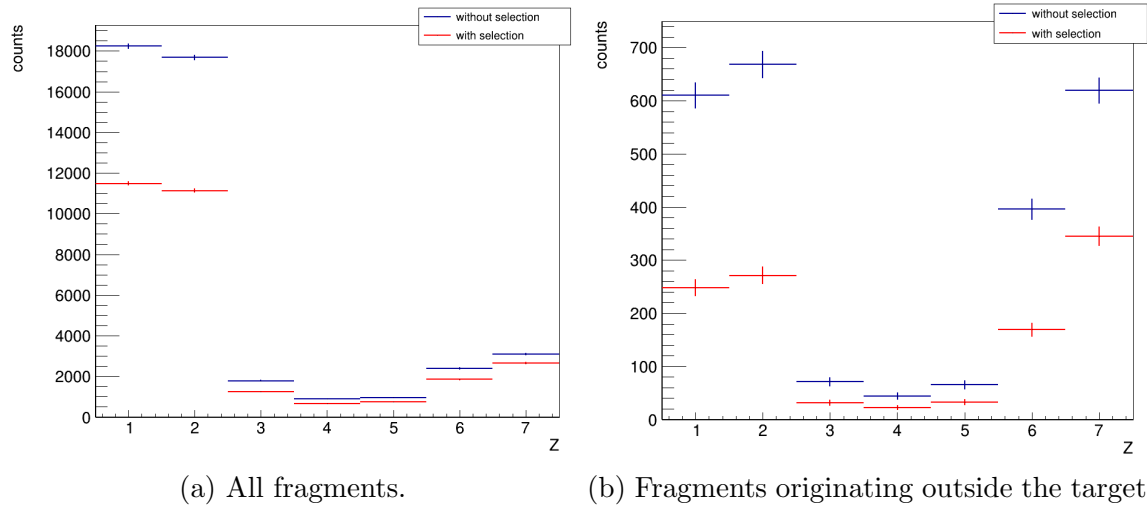 without selection
with selection
counts
18000
16000
14000
12000
10000
8000
6000
4000
2000
0
1 2 3 4 5 6 7
Z
(a) All fragments.
without selection
with selection
counts
700
600
500
400
300
200
100
0
1 2 3 4 5 6 7
Z
(b) Fragments originating outside the target